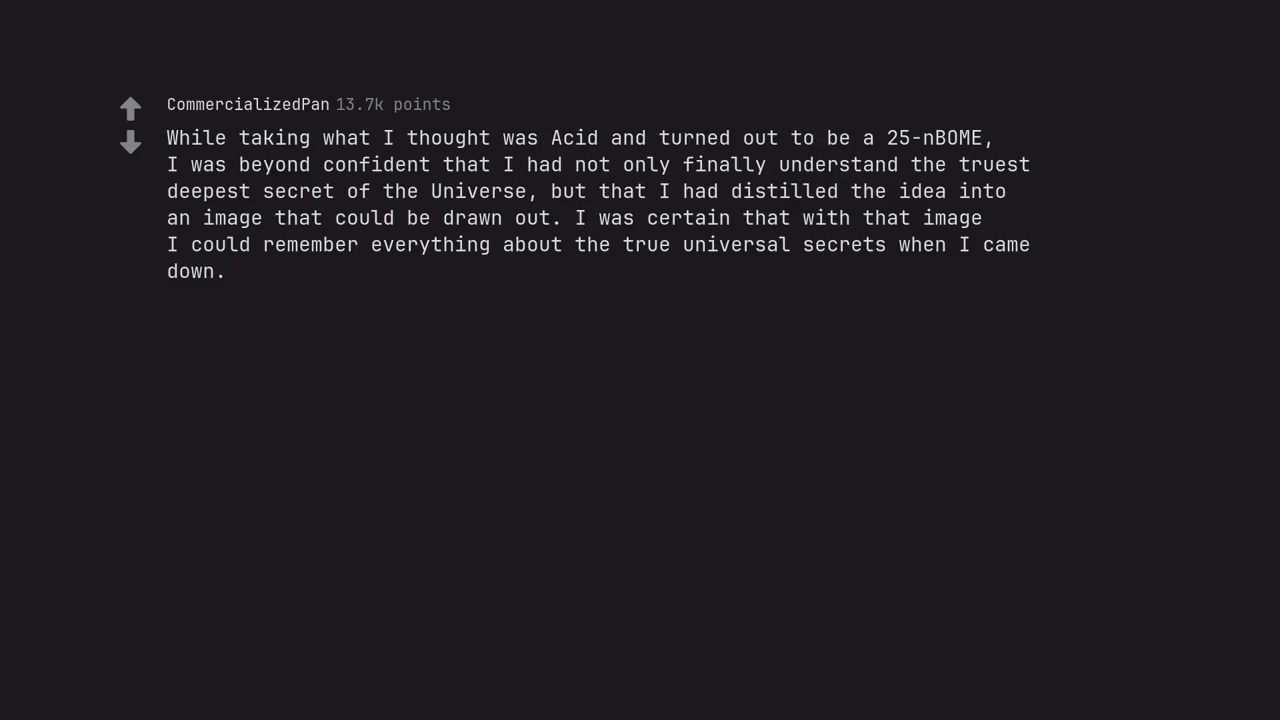 CommercializedPan 13.7k points
While taking what I thought was Acid and turned out to be a 25-nBOME,
I was beyond confident that I had not only finally understand the truest
deepest secret of the Universe, but that I had distilled the idea into
an image that could be drawn out. I was certain that with that image
I could remember everything about the true universal secrets when I came
down.